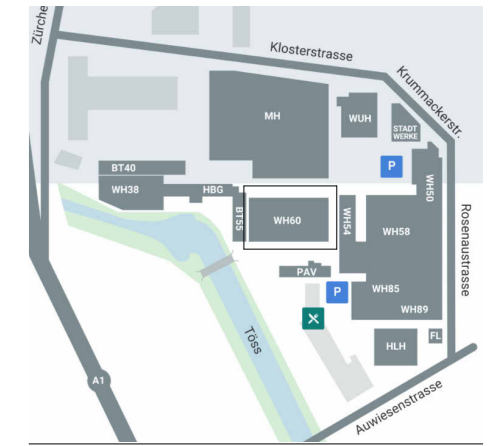 Zürche
Klosterstrasse
Krummackerstr.
MH
WUH
STADT
WERKE
P
BT40
WH38
HBG
BT55
WH60
WH54
WH50
WH58
Rosenaustrasse
PAV
P
WH85
WH89
Töss
HLH
FL
A1
Auwiesenstrasse